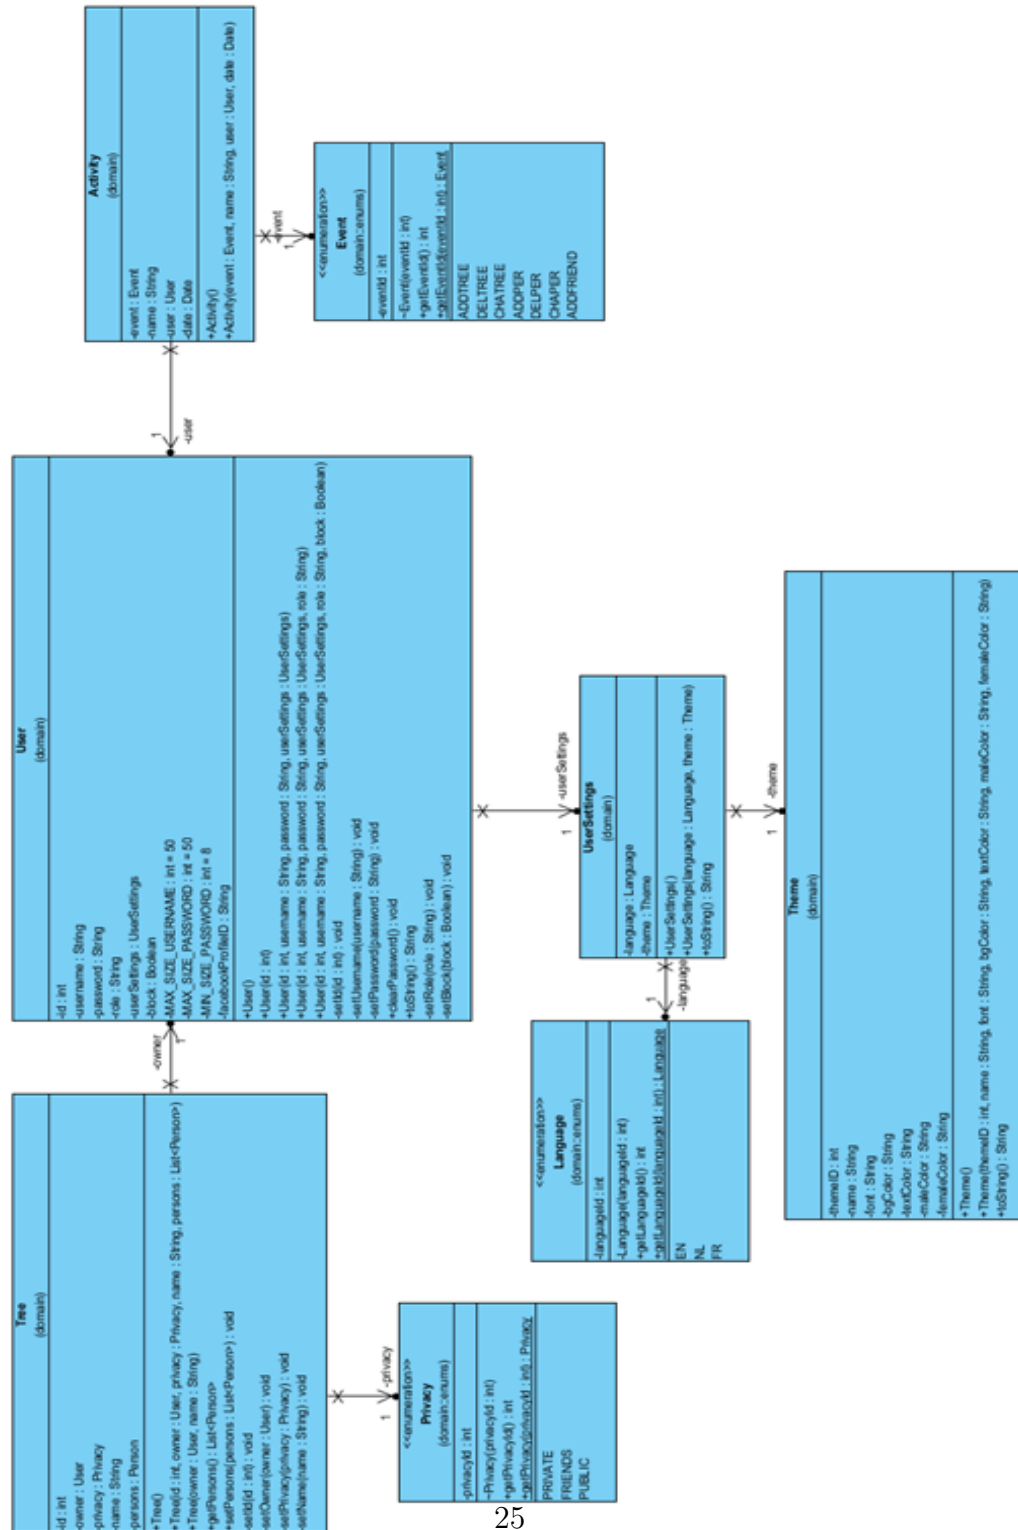 Activity
(domain)
-event : Event
-name : String
-user : User
-date : Date
+Activity()
+Activity(event : Event, name : String, user : User, date : Date)
-event
1
<<enumeration>>
Event
(domain::enums)
-eventId : int
~Event(eventId : int)
+getEventId() : int
+getEventId(eventId : int) : Event
ADDTREE
DELTREE
CHATREE
ADDPER
DELPER
CHAPER
ADDFRIEND
1
-user
User
(domain)
-id : int
-username : String
-password : String
-role : String
-userSettings : UserSettings
-block : Boolean
-MAX_SIZE_USERNAME : int = 50
-MAX_SIZE_PASSWORD : int = 50
-MIN_SIZE_PASSWORD : int = 8
-facebookProfileID : String
+User()
+User(id : int)
+User(id : int, username : String, password : String, userSettings : UserSettings)
+User(id : int, username : String, password : String, userSettings : UserSettings, role : String)
+User(id : int, username : String, password : String, userSettings : UserSettings, role : String, block : Boolean)
-setId(id : int) : void
-setUsername(username : String) : void
-setPassword(password : String) : void
+clearPassword() : void
+toString() : String
-setRole(role : String) : void
-setBlock(block : Boolean) : void
-userSettings
1
UserSettings
(domain)
-language : Language
-theme : Theme
+UserSettings()
+UserSettings(language : Language, theme : Theme)
+toString() : String
-theme
1
Theme
(domain)
-themeID : int
-name : String
-font : String
-bgColor : String
-textColor : String
-maleColor : String
-femaleColor : String
+Theme()
+Theme(themeID : int, name : String, font : String, bgColor : String, textColor : String, maleColor : String, femaleColor : String)
+toString() : String
1
-language
<<enumeration>>
Language
(domain::enums)
-languageId : int
-Language(languageId : int)
+getLanguageId() : int
+getLanguageId(languageId : int) : Language
EN
NL
FR
-owner
1
Tree
(domain)
-id : int
-owner : User
-privacy : Privacy
-name : String
-persons : Person
+Tree()
+Tree(id : int, owner : User, privacy : Privacy, name : String, persons : List<Person>)
+Tree(owner : User, name : String)
+getPersons() : List<Person>
+setPersons(persons : List<Person>) : void
-setId(id : int) : void
-setOwner(owner : User) : void
-setPrivacy(privacy : Privacy) : void
-setName(name : String) : void
-privacy
1
<<enumeration>>
Privacy
(domain::enums)
-privacyId : int
~Privacy(privacyId : int)
+getPrivacyId() : int
+getPrivacy(privacyId : int) : Privacy
PRIVATE
FRIENDS
PUBLIC
25